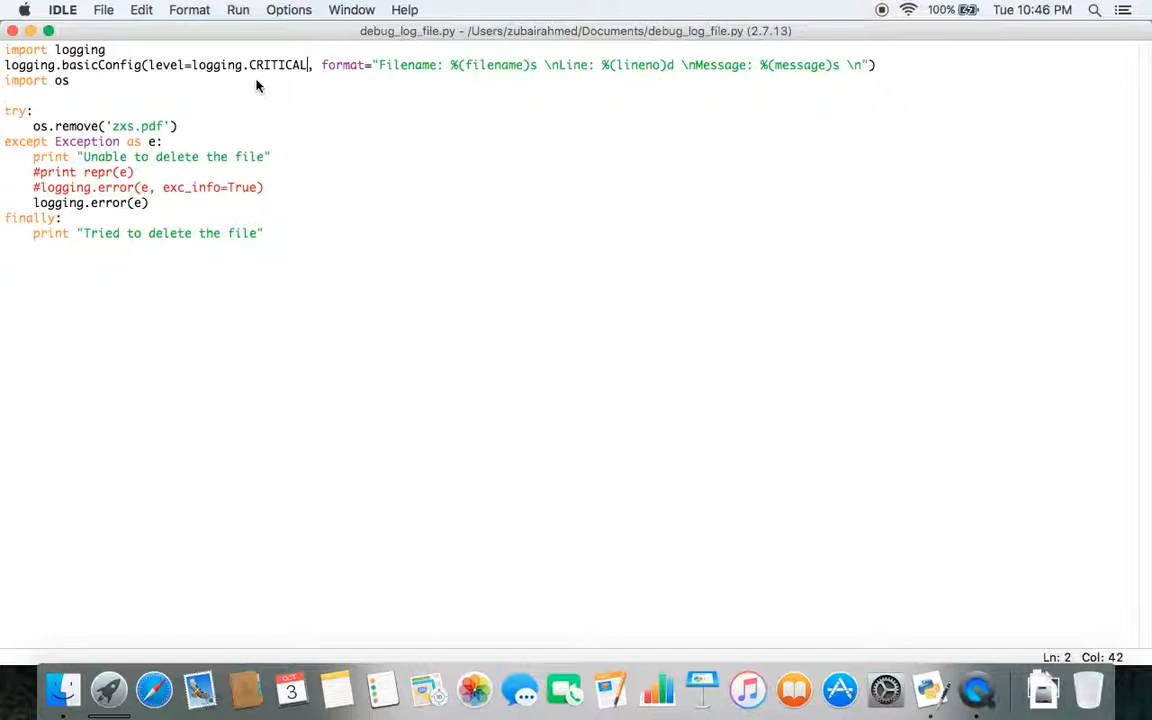 IDLE File Edit Format Run Options Window Help 100% Tue 10:46 PM
debug_log_file.py - /Users/zubairahmed/Documents/debug_log_file.py (2.7.13)
import logging
logging.basicConfig(level=logging.CRITICAL, format="Filename: %(filename)s \nLine: %(lineno)d \nMessage: %(message)s \n")
import os
try:
    os.remove('zxs.pdf')
except Exception as e:
    print "Unable to delete the file"
    #print repr(e)
    #logging.error(e, exc_info=True)
    logging.error(e)
finally:
    print "Tried to delete the file"
Ln: 2 Col: 42
OCT
3